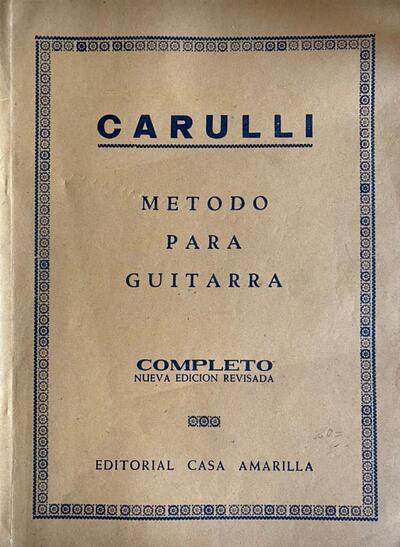 CARULLI
METODO
PARA
GUITARRA
COMPLETO
NUEVA EDICION REVISADA
EDITORIAL CASA AMARILLA